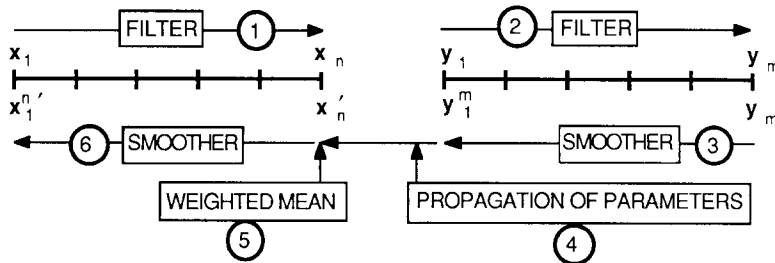 FILTER 1 2 FILTER
x₁ xₙ y₁ yₘ
x₁ⁿ′ xₙ′ y₁ᵐ yₘ
6 SMOOTHER SMOOTHER 3
WEIGHTED MEAN PROPAGATION OF PARAMETERS
5 4